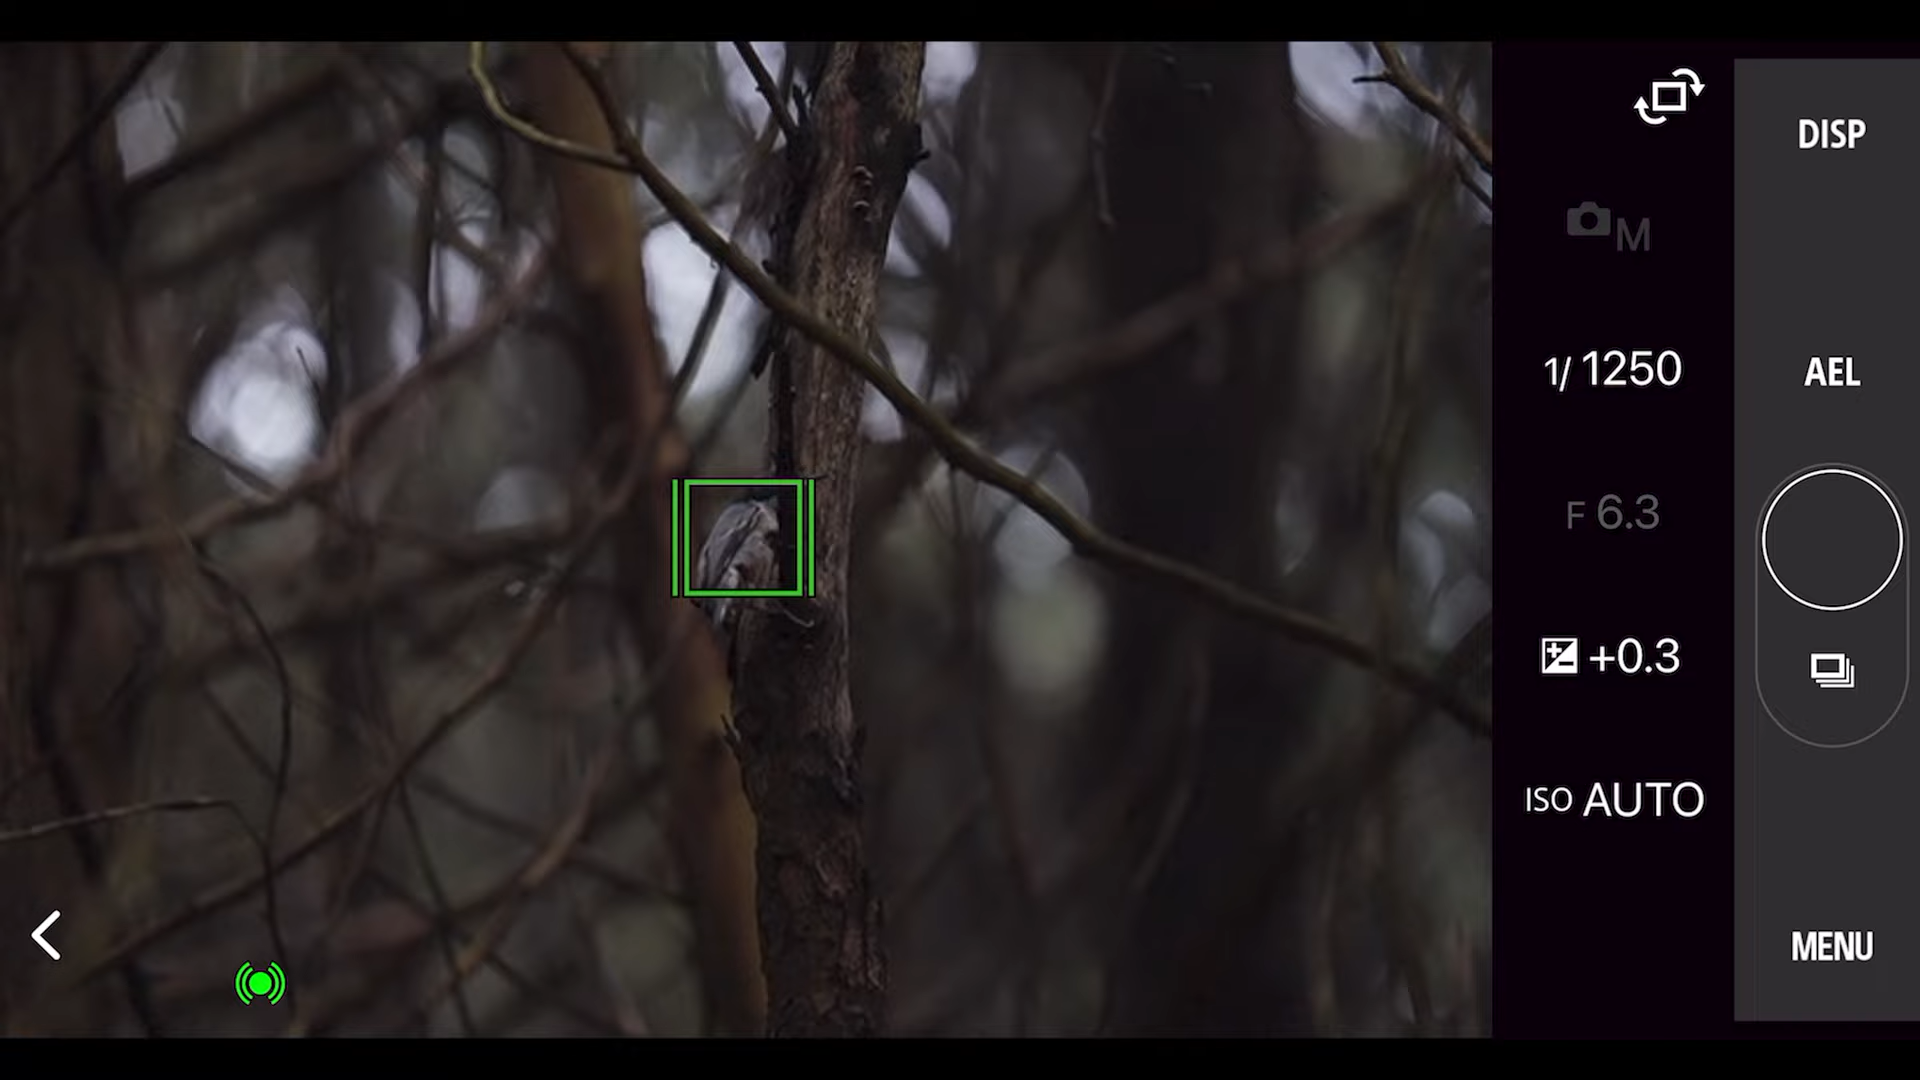 DISP
M
1/1250
AEL
F 6.3
+0.3
ISO AUTO
MENU